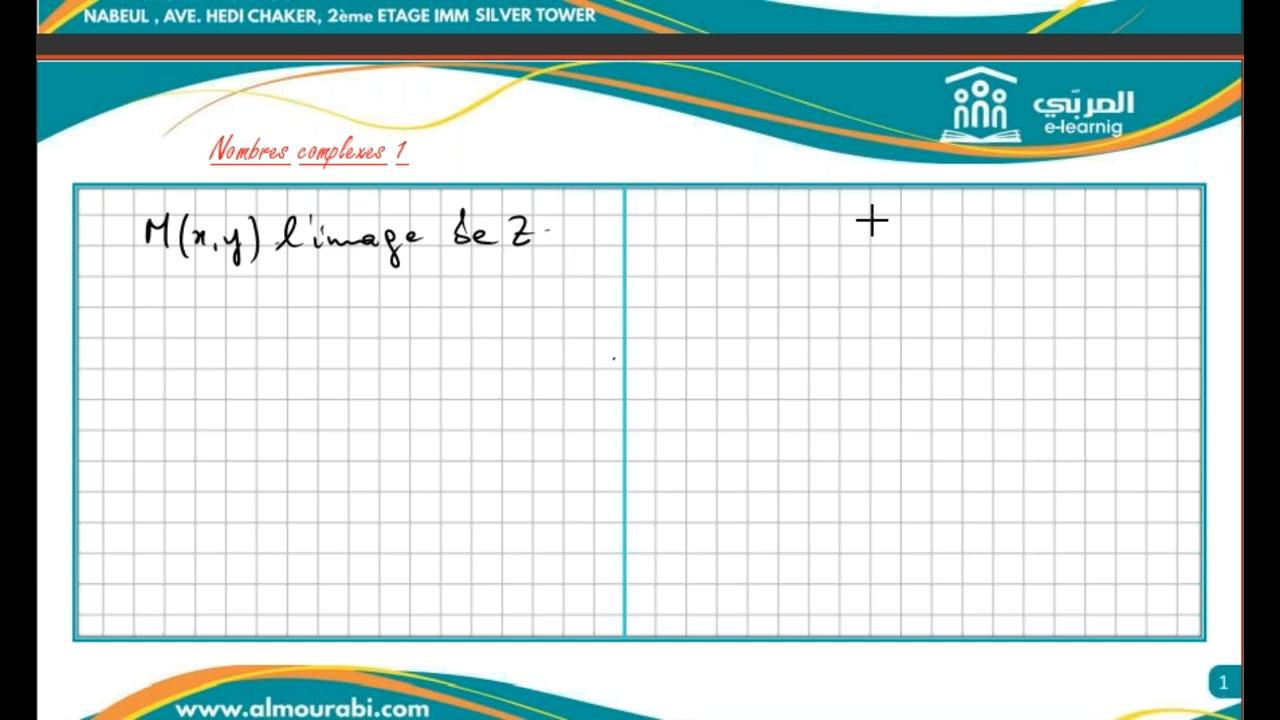 NABEUL , AVE. HEDI CHAKER, 2ème ETAGE IMM SILVER TOWER
المربّي
e-learnig
Nombres complexes 1
M(x,y) l'image de Z
1
www.almourabi.com